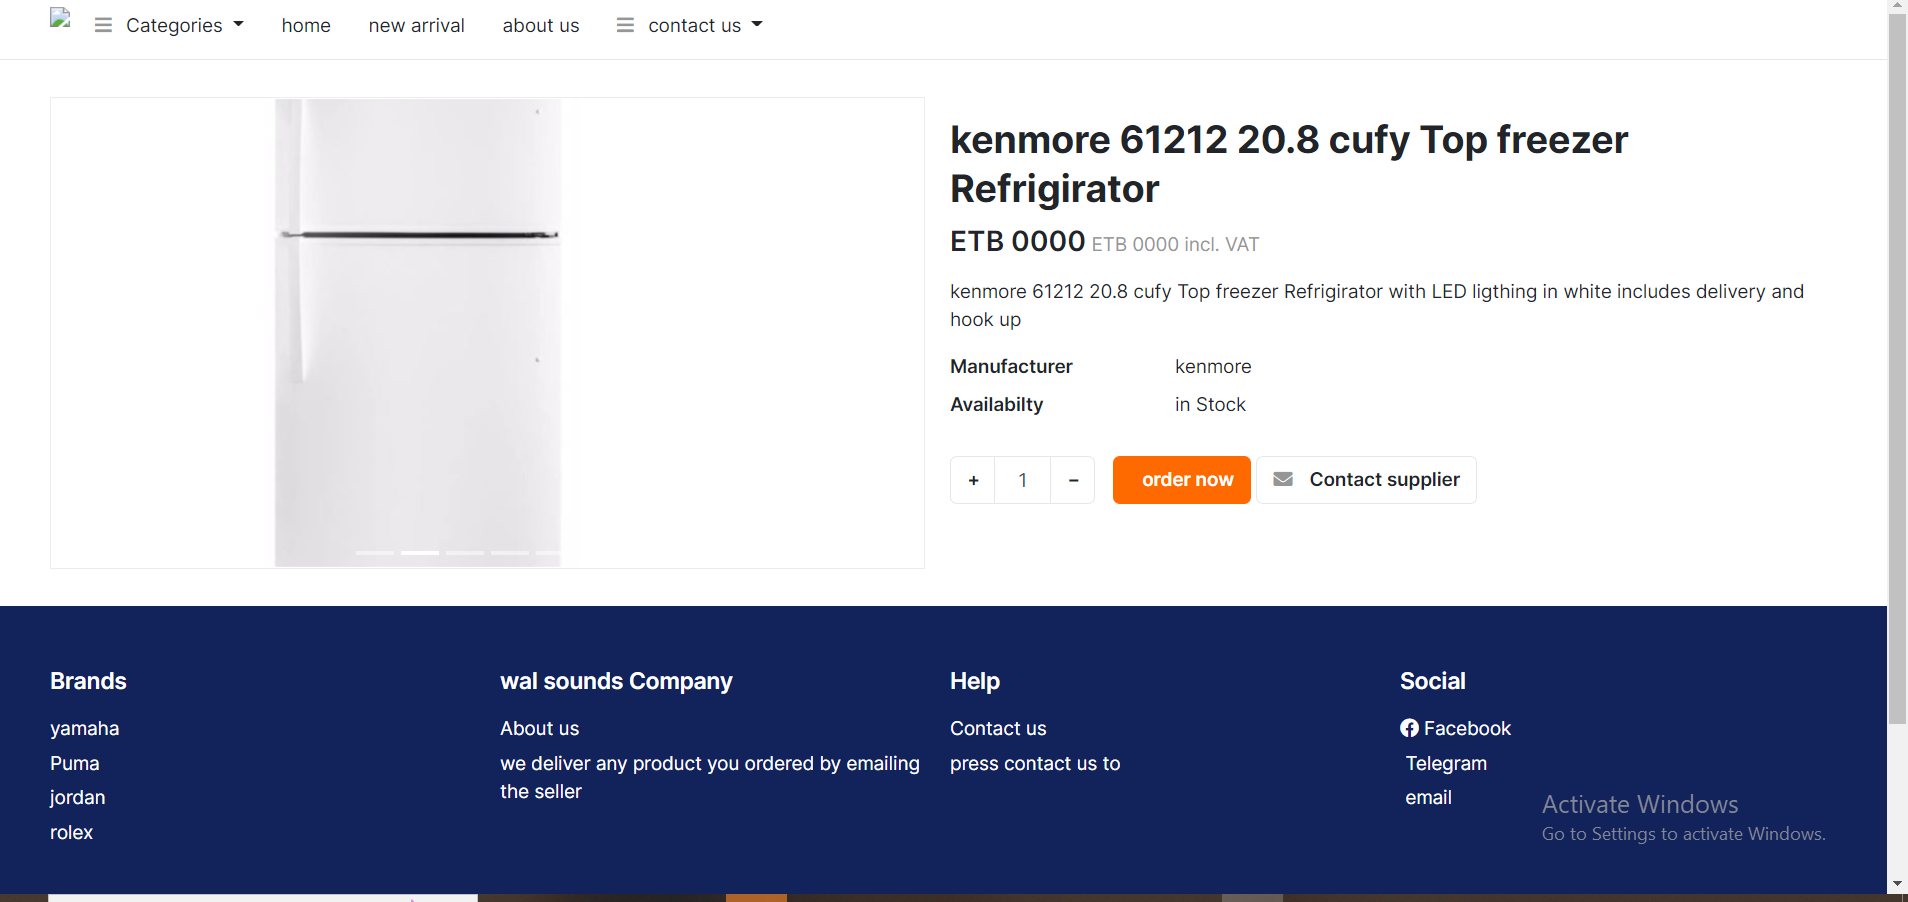 Categories home new arrival about us contact us
kenmore 61212 20.8 cufy Top freezer
Refrigirator
ETB 0000 ETB 0000 incl. VAT
kenmore 61212 20.8 cufy Top freezer Refrigirator with LED ligthing in white includes delivery and
hook up
Manufacturer kenmore
Availabilty in Stock
+ 1 − order now Contact supplier
Brands
yamaha
Puma
jordan
rolex
wal sounds Company
About us
we deliver any product you ordered by emailing
the seller
Help
Contact us
press contact us to
Social
Facebook
Telegram
email
Activate Windows
Go to Settings to activate Windows.